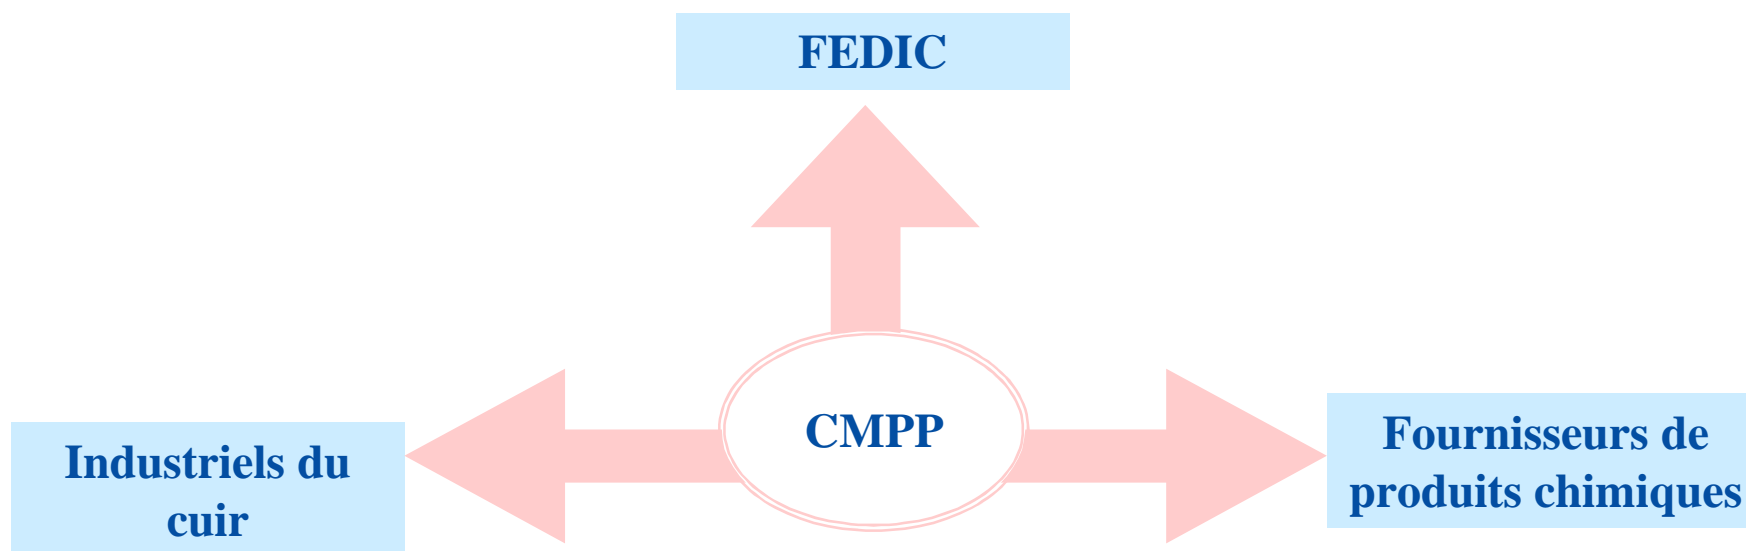 FEDIC
CMPP
Industriels du
cuir
Fournisseurs de
produits chimiques